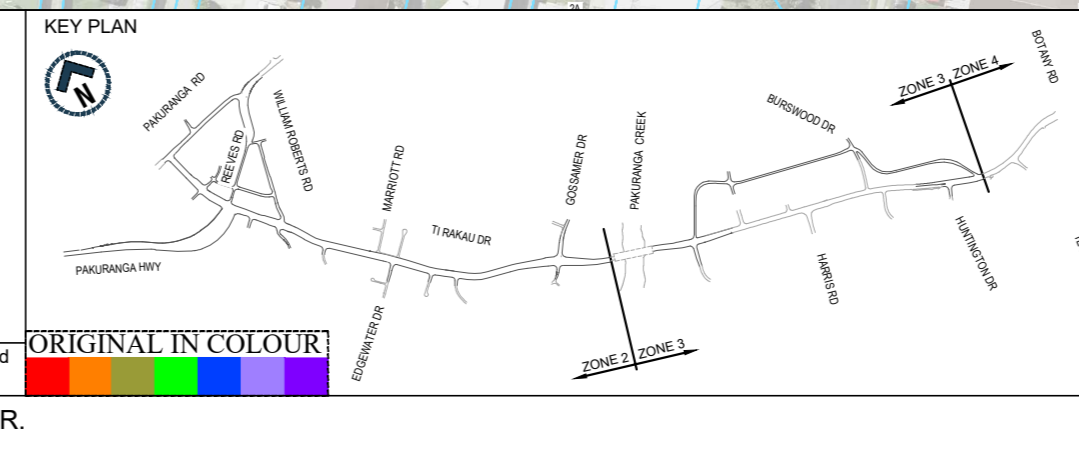 2A
KEY PLAN
N
PAKURANGA RD
WILLIAM ROBERTS RD
REEVES RD
MARRIOTT RD
GOSSAMER DR
PAKURANGA CREEK
BURSWOOD DR
ZONE 3
ZONE 4
BOTANY RD
TI RAKAU DR
PAKURANGA HWY
EDGEWATER DR
HARRIS RD
HUNTINGTON DR
ZONE 2
ZONE 3
d
ORIGINAL IN COLOUR
R.